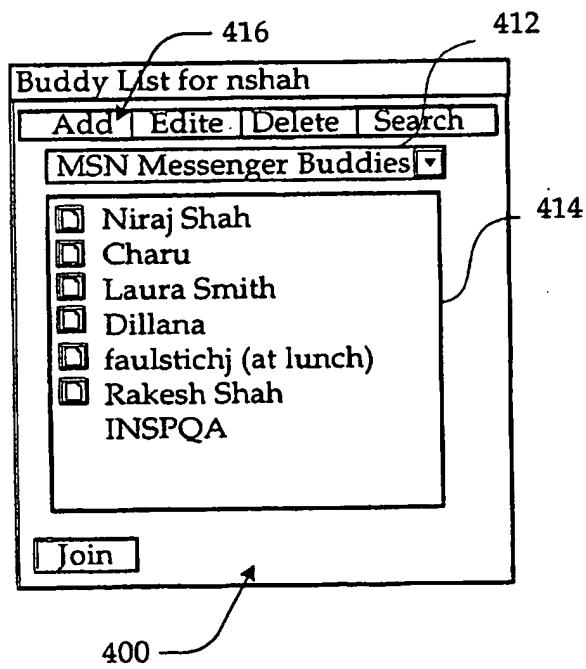 416
412
Buddy List for nshah
Add Edite Delete Search
MSN Messenger Buddies
414
Niraj Shah
Charu
Laura Smith
Dillana
faulstichj (at lunch)
Rakesh Shah
INSPQA
Join
400